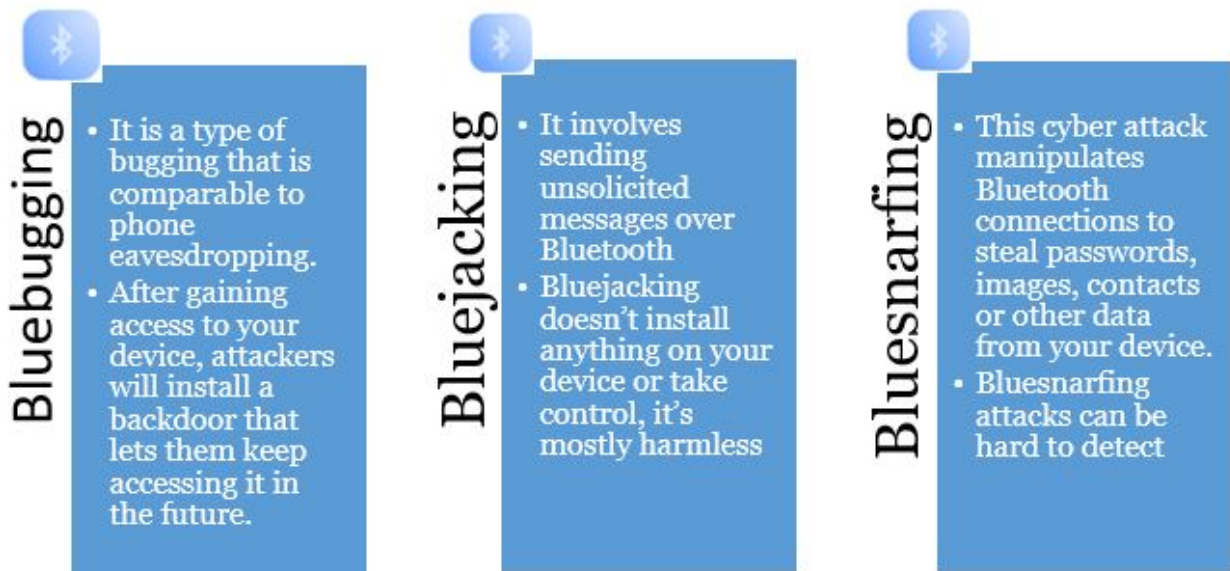 Bluebugging
• It is a type of
bugging that is
comparable to
phone
eavesdropping.
• After gaining
access to your
device, attackers
will install a
backdoor that
lets them keep
accessing it in
the future.
Bluejacking
• It involves
sending
unsolicited
messages over
Bluetooth
• Bluejacking
doesn’t install
anything on your
device or take
control, it’s
mostly harmless
Bluesnarfing
• This cyber attack
manipulates
Bluetooth
connections to
steal passwords,
images, contacts
or other data
from your device.
• Bluesnarfing
attacks can be
hard to detect